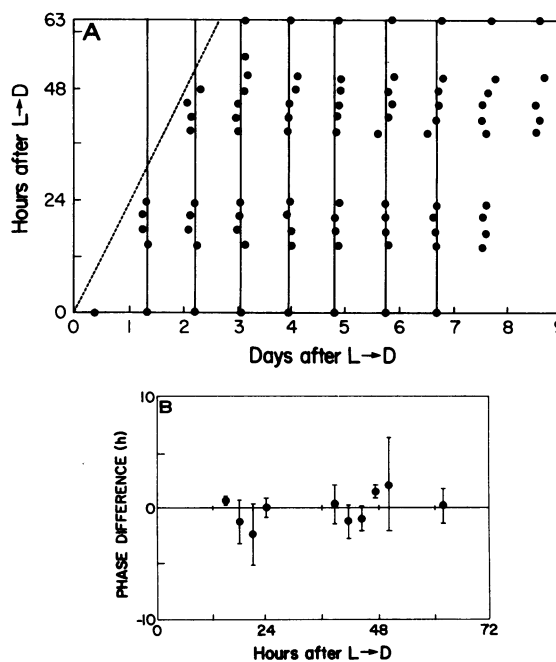 A
63
48
24
0
Hours after L→D
0 1 2 3 4 5 6 7 8 9
Days after L→D
B
10
0
-10
PHASE DIFFERENCE (h)
0 24 48 72
Hours after L→D